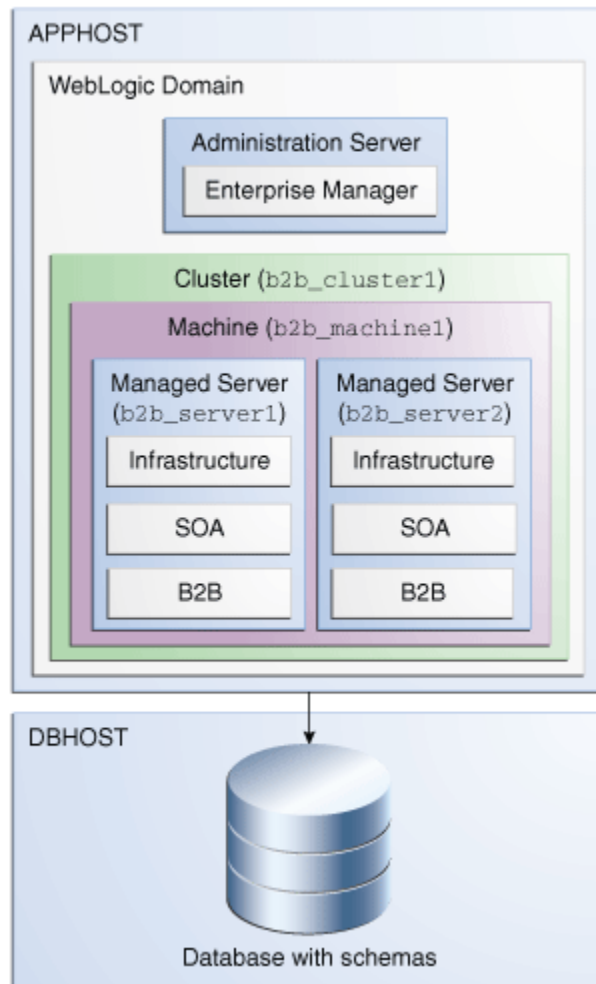 APPHOST
WebLogic Domain
Administration Server
Enterprise Manager
Cluster (b2b_cluster1)
Machine (b2b_machine1)
Managed Server
(b2b_server1)
Infrastructure
SOA
B2B
Managed Server
(b2b_server2)
Infrastructure
SOA
B2B
DBHOST
Database with schemas